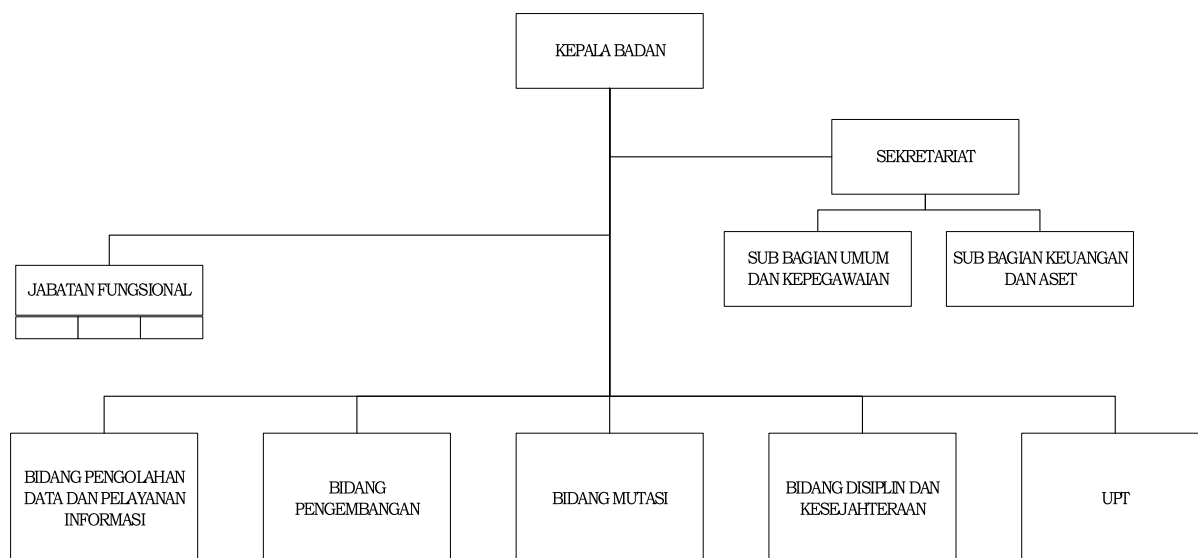 KEPALA BADAN
SEKRETARIAT
SUB BAGIAN UMUM
DAN KEPEGAWAIAN
SUB BAGIAN KEUANGAN
DAN ASET
JABATAN FUNGSIONAL
BIDANG PENGOLAHAN
DATA DAN PELAYANAN
INFORMASI
BIDANG
PENGEMBANGAN
BIDANG MUTASI
BIDANG DISIPLIN DAN
KESEJAHTERAAN
UPT